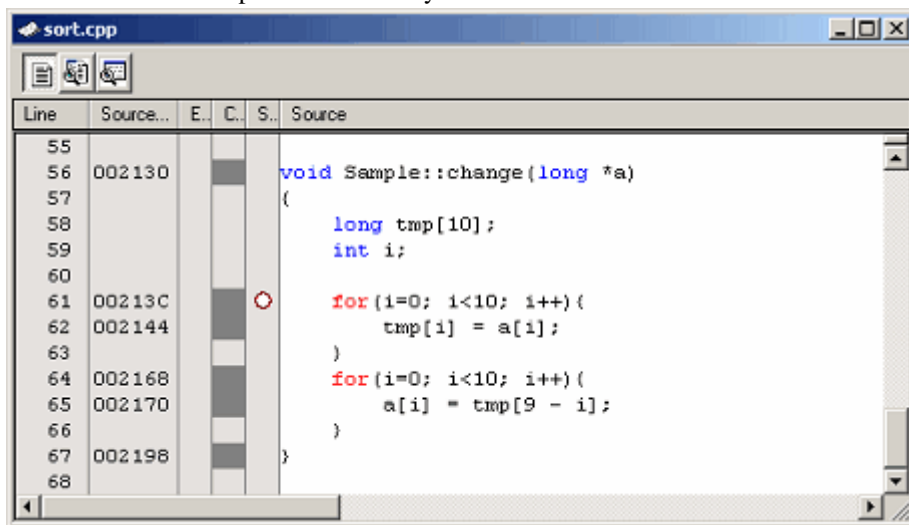 sort.cpp
Line Source... E.. C.. S.. Source
55
56 002130 void Sample::change(long *a)
57 {
58 long tmp[10];
59 int i;
60
61 00213C for(i=0; i<10; i++){
62 002144 tmp[i] = a[i];
63 }
64 002168 for(i=0; i<10; i++){
65 002170 a[i] = tmp[9 - i];
66 }
67 002198 }
68